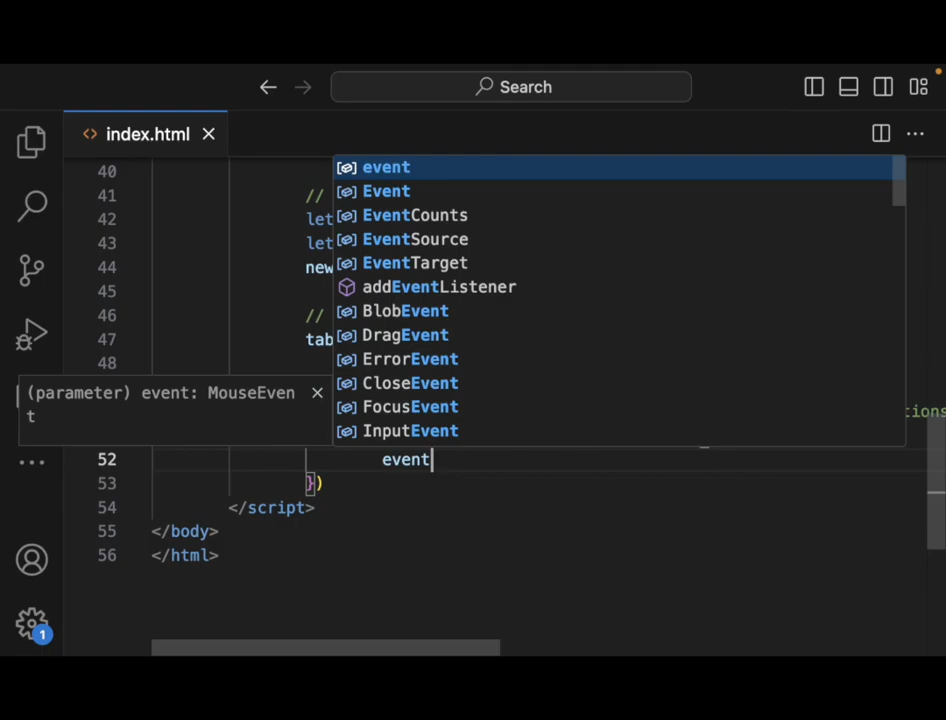 Search
index.html
40
41 //
42 let
43 let
44 new
45
46 //
47 tab
48
event
Event
EventCounts
EventSource
EventTarget
addEventListener
BlobEvent
DragEvent
ErrorEvent
CloseEvent
FocusEvent
InputEvent
(parameter) event: MouseEven
t
tions
52 event
53 })
54 </script>
55 </body>
56 </html>
1